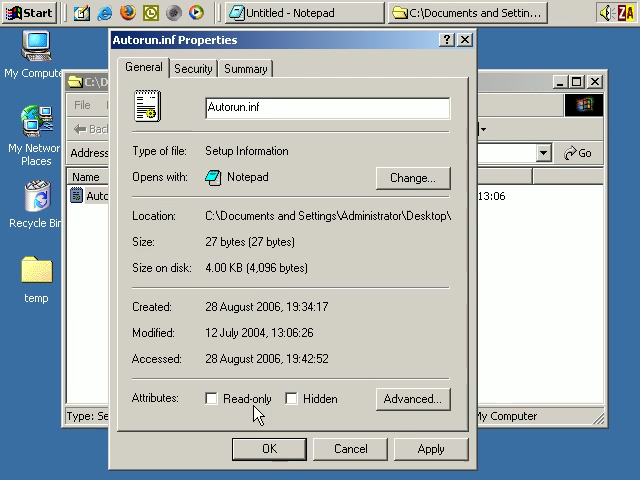 Start
Untitled - Notepad
C:\Documents and Settin...
ZA
Autorun.inf Properties
General
Security
Summary
My Compute
My Network
Places
Recycle Bin
temp
C:\D
File
Back
Address
Go
Name
Auto
13:06
Autorun.inf
Type of file: Setup Information
Opens with: Notepad
Change...
Location: C:\Documents and Settings\Administrator\Desktop\
Size: 27 bytes (27 bytes)
Size on disk: 4.00 KB (4,096 bytes)
Created: 28 August 2006, 19:34:17
Modified: 12 July 2004, 13:06:26
Accessed: 28 August 2006, 19:42:52
Attributes: Read-only Hidden Advanced...
Type: Se
My Computer
OK Cancel Apply